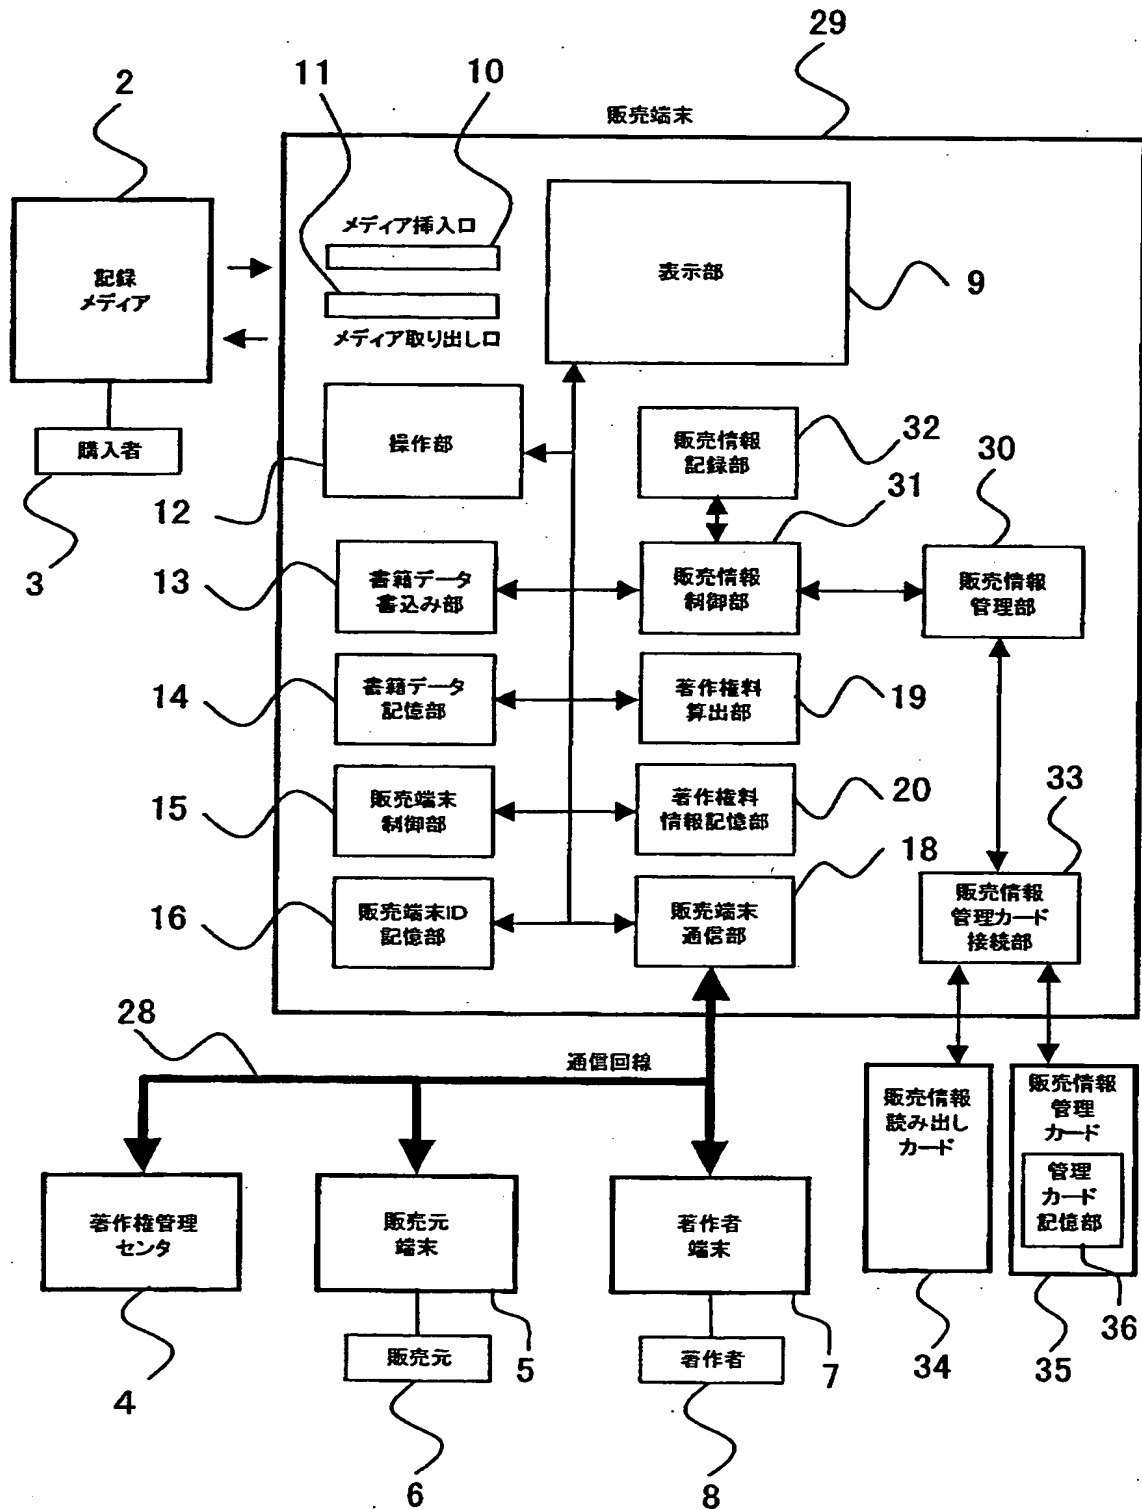 29
販売端末
2
11
10
メディア挿入口
メディア取り出し口
表示部
9
記録
メディア
購入者
3
操作部
12
販売情報
記録部
32
31
30
13
書籍データ
書込み部
販売情報
制御部
販売情報
管理部
14
書籍データ
記憶部
著作権料
算出部
19
15
販売端末
制御部
著作権料
情報記憶部
20
33
18
16
販売端末ID
記憶部
販売端末
通信部
販売情報
管理カード
接続部
28
通信回線
著作権管理
センタ
4
販売元
端末
5
販売元
6
著作者
端末
7
著作者
8
販売情報
読み出し
カード
34
販売情報
管理
カード
管理
カード
記憶部
36
35